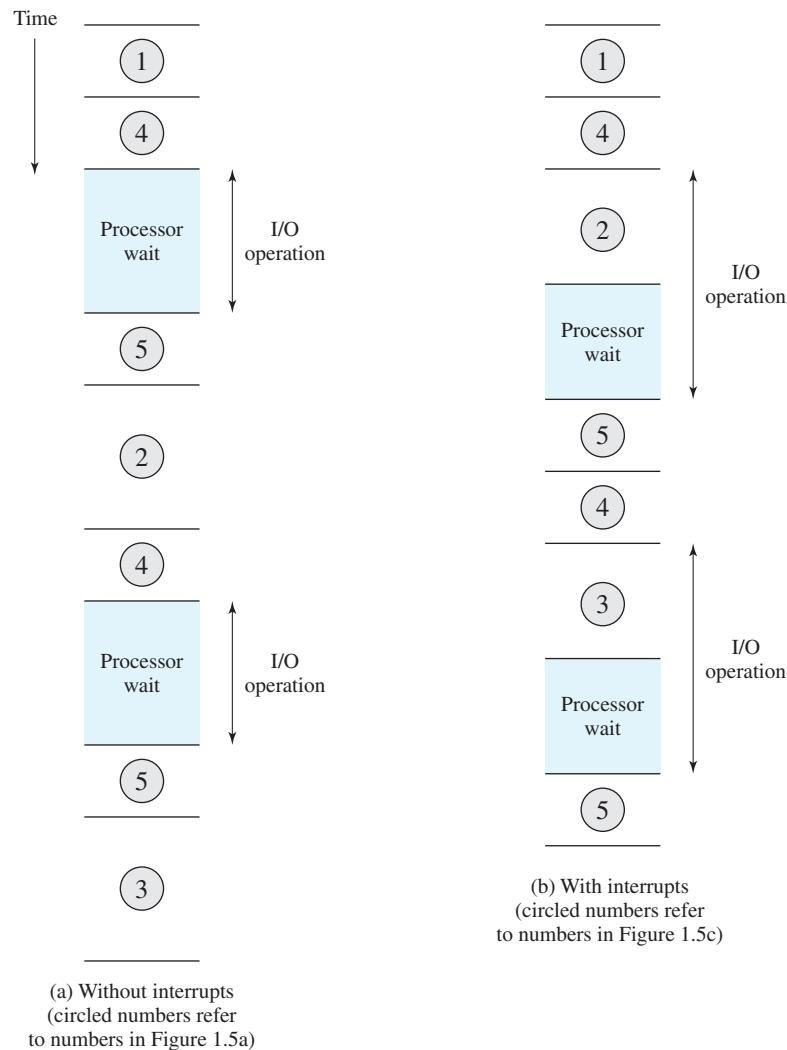 Time
1
4
Processor
wait
I/O
operation
5
2
4
Processor
wait
I/O
operation
5
3
(a) Without interrupts
(circled numbers refer
to numbers in Figure 1.5a)
1
4
2
I/O
operation
Processor
wait
5
4
3
I/O
operation
Processor
wait
5
(b) With interrupts
(circled numbers refer
to numbers in Figure 1.5c)